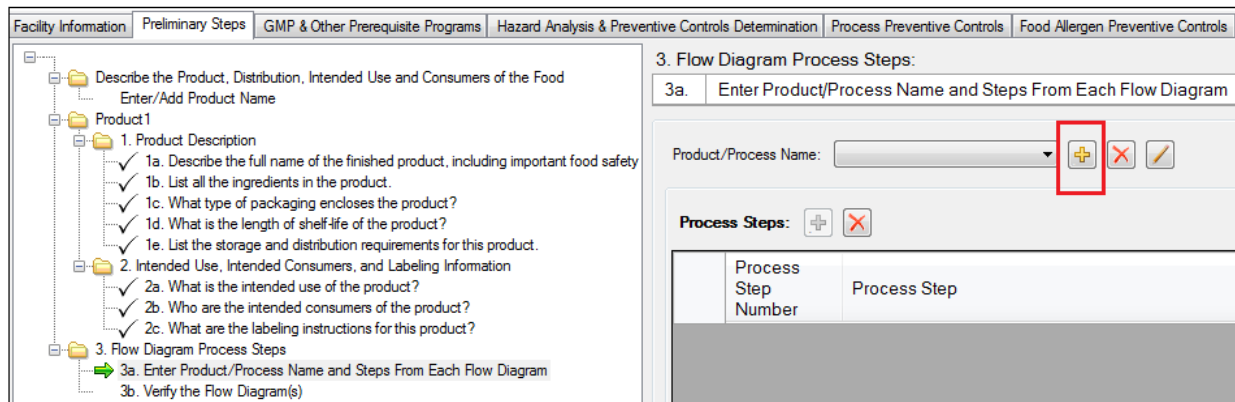 Facility Information
Preliminary Steps
GMP & Other Prerequisite Programs
Hazard Analysis & Preventive Controls Determination
Process Preventive Controls
Food Allergen Preventive Controls
Describe the Product, Distribution, Intended Use and Consumers of the Food
Enter/Add Product Name
Product1
1. Product Description
1a. Describe the full name of the finished product, including important food safety
1b. List all the ingredients in the product.
1c. What type of packaging encloses the product?
1d. What is the length of shelf-life of the product?
1e. List the storage and distribution requirements for this product.
2. Intended Use, Intended Consumers, and Labeling Information
2a. What is the intended use of the product?
2b. Who are the intended consumers of the product?
2c. What are the labeling instructions for this product?
3. Flow Diagram Process Steps
3a. Enter Product/Process Name and Steps From Each Flow Diagram
3b. Verify the Flow Diagram(s)
3. Flow Diagram Process Steps:
3a. Enter Product/Process Name and Steps From Each Flow Diagram
Product/Process Name:
Process Steps:
Process
Step
Number
Process Step